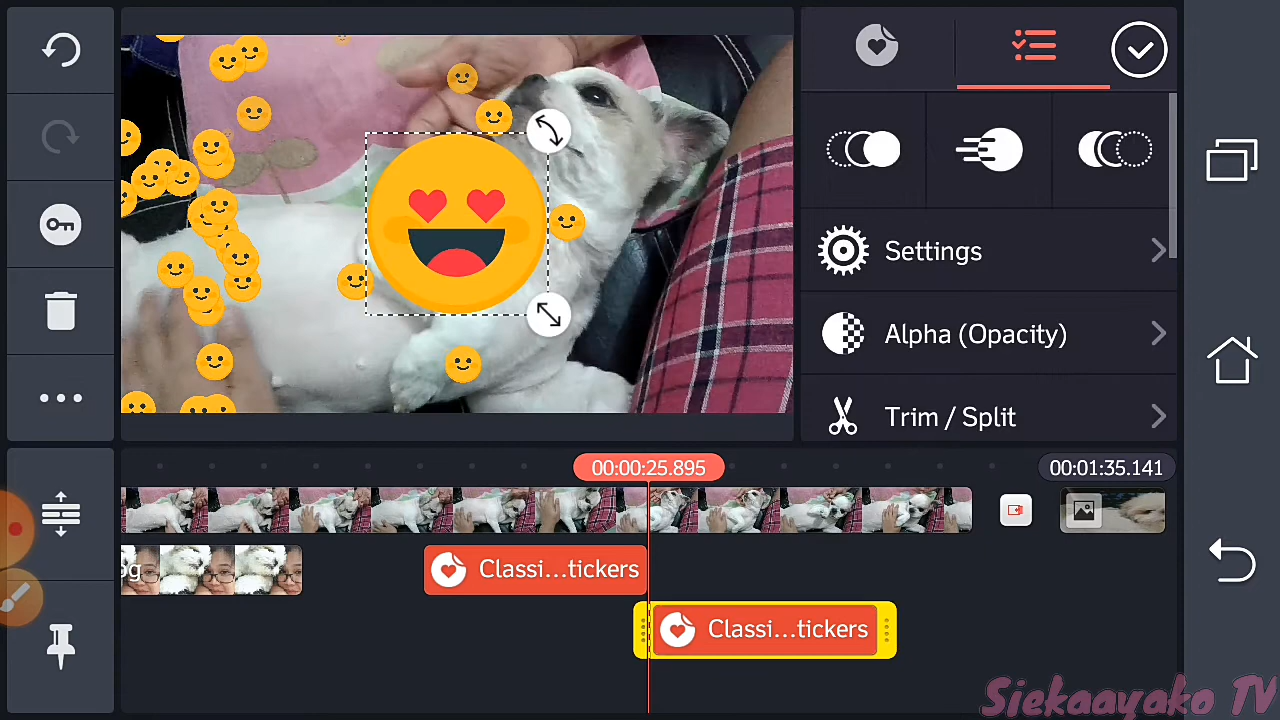 Settings
Alpha (Opacity)
Trim / Split
00:00:25.895
00:01:35.141
og
Classi...tickers
Classi...tickers
Siekaayako TV